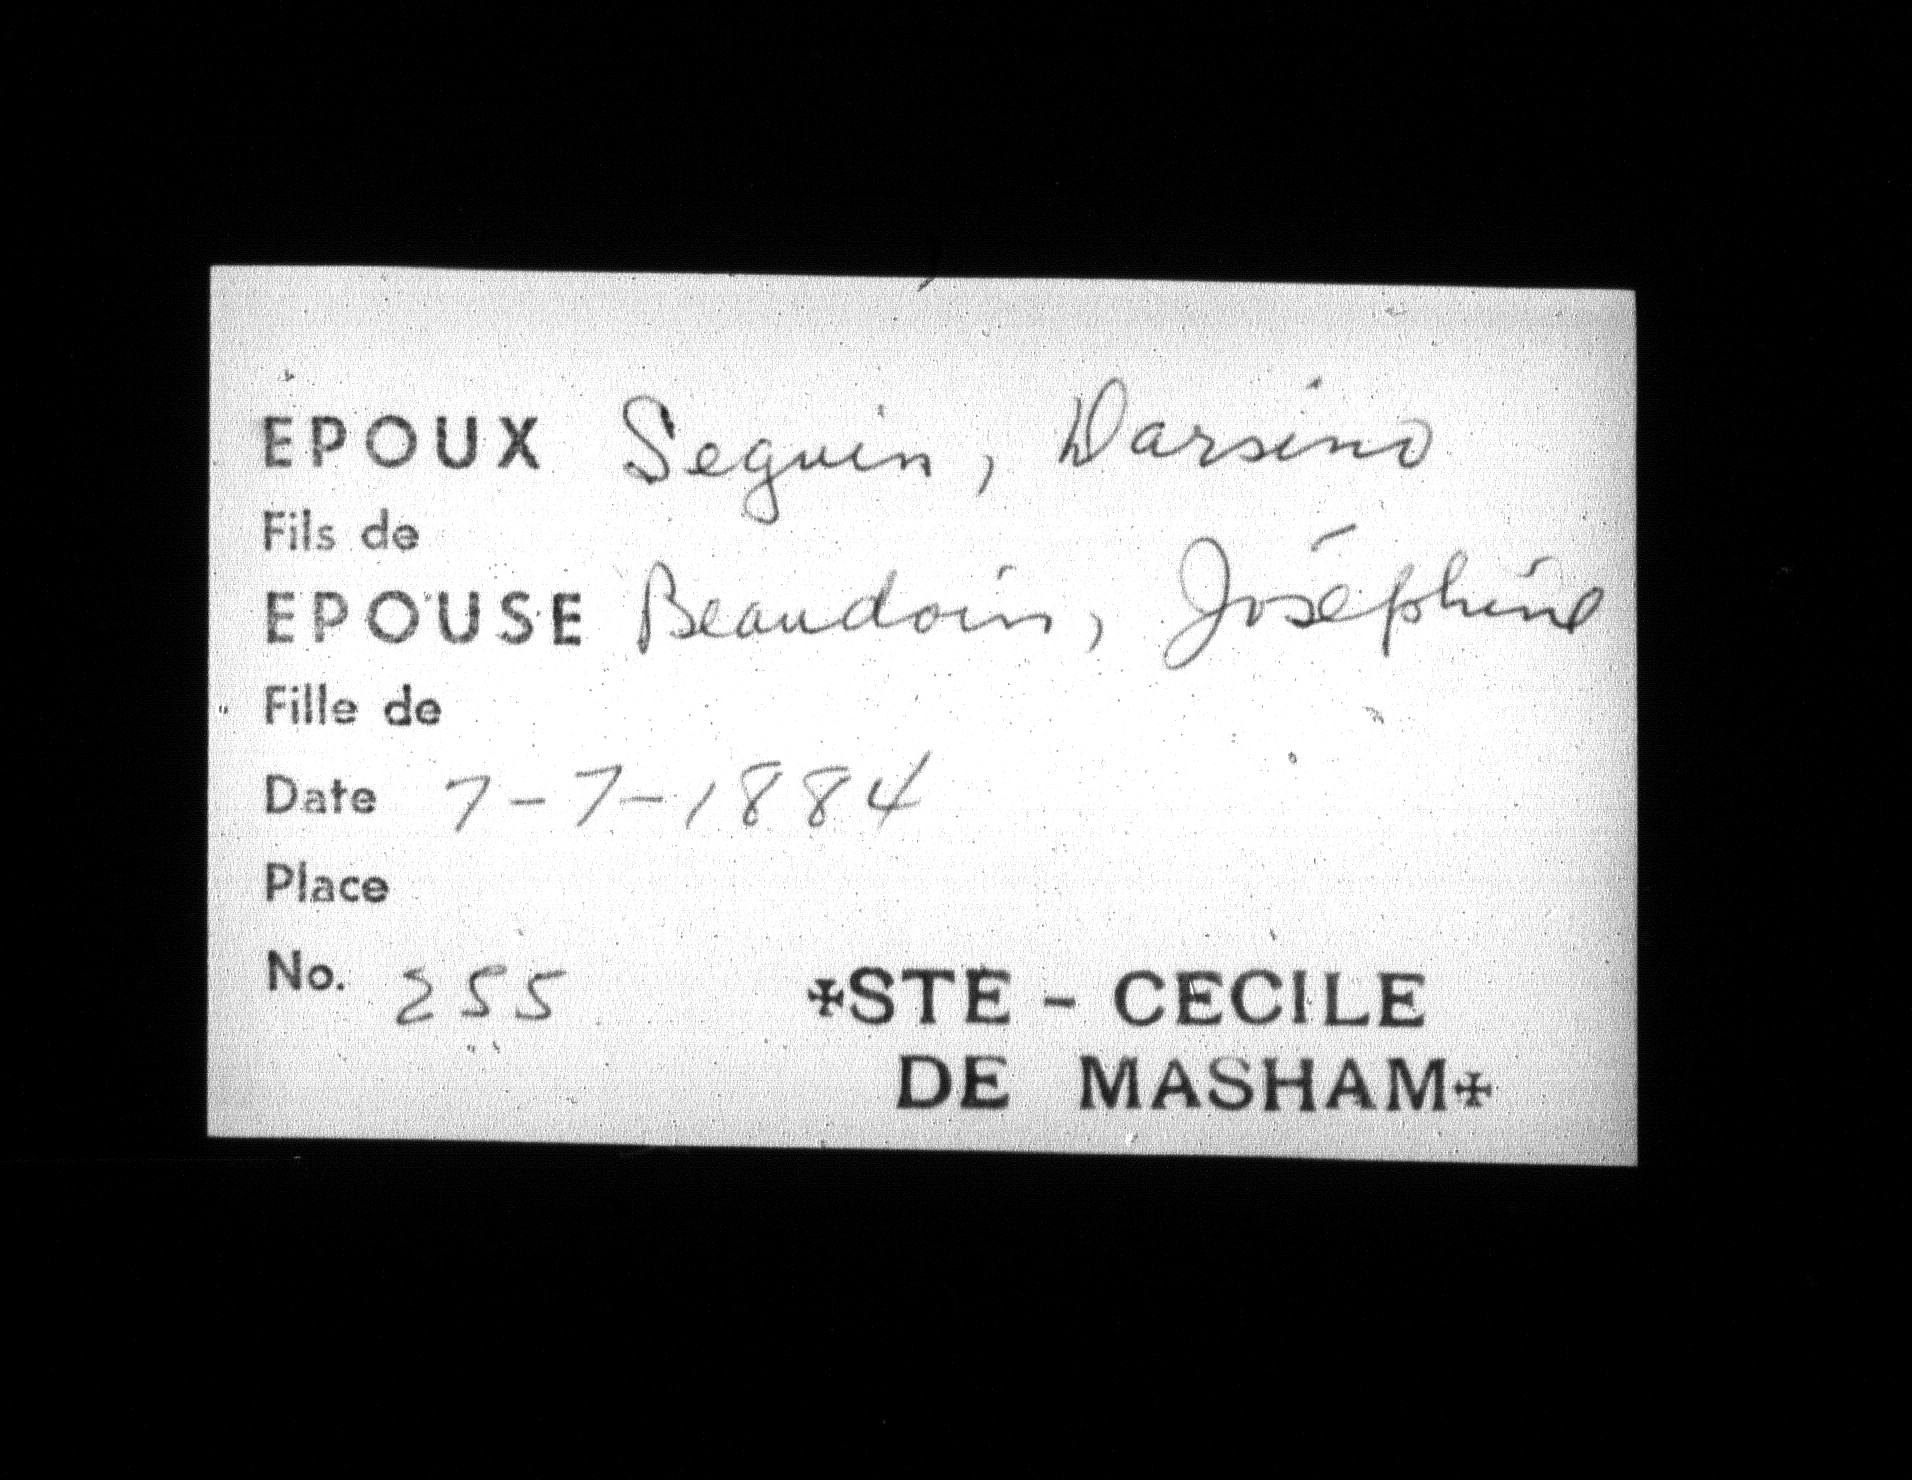 EPOUX Seguin, Darsino
Fils de
EPOUSE Beaudoin, Joséphine
Fille de
Date 7-7-1884
Place
No. 255
✠STE - CECILE
DE MASHAM✠